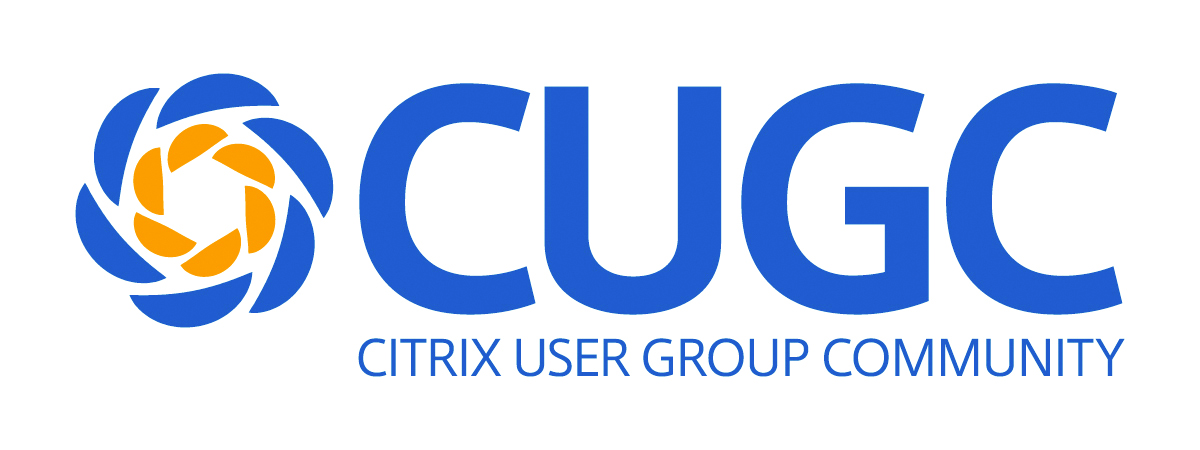 CUGC
CITRIX USER GROUP COMMUNITY